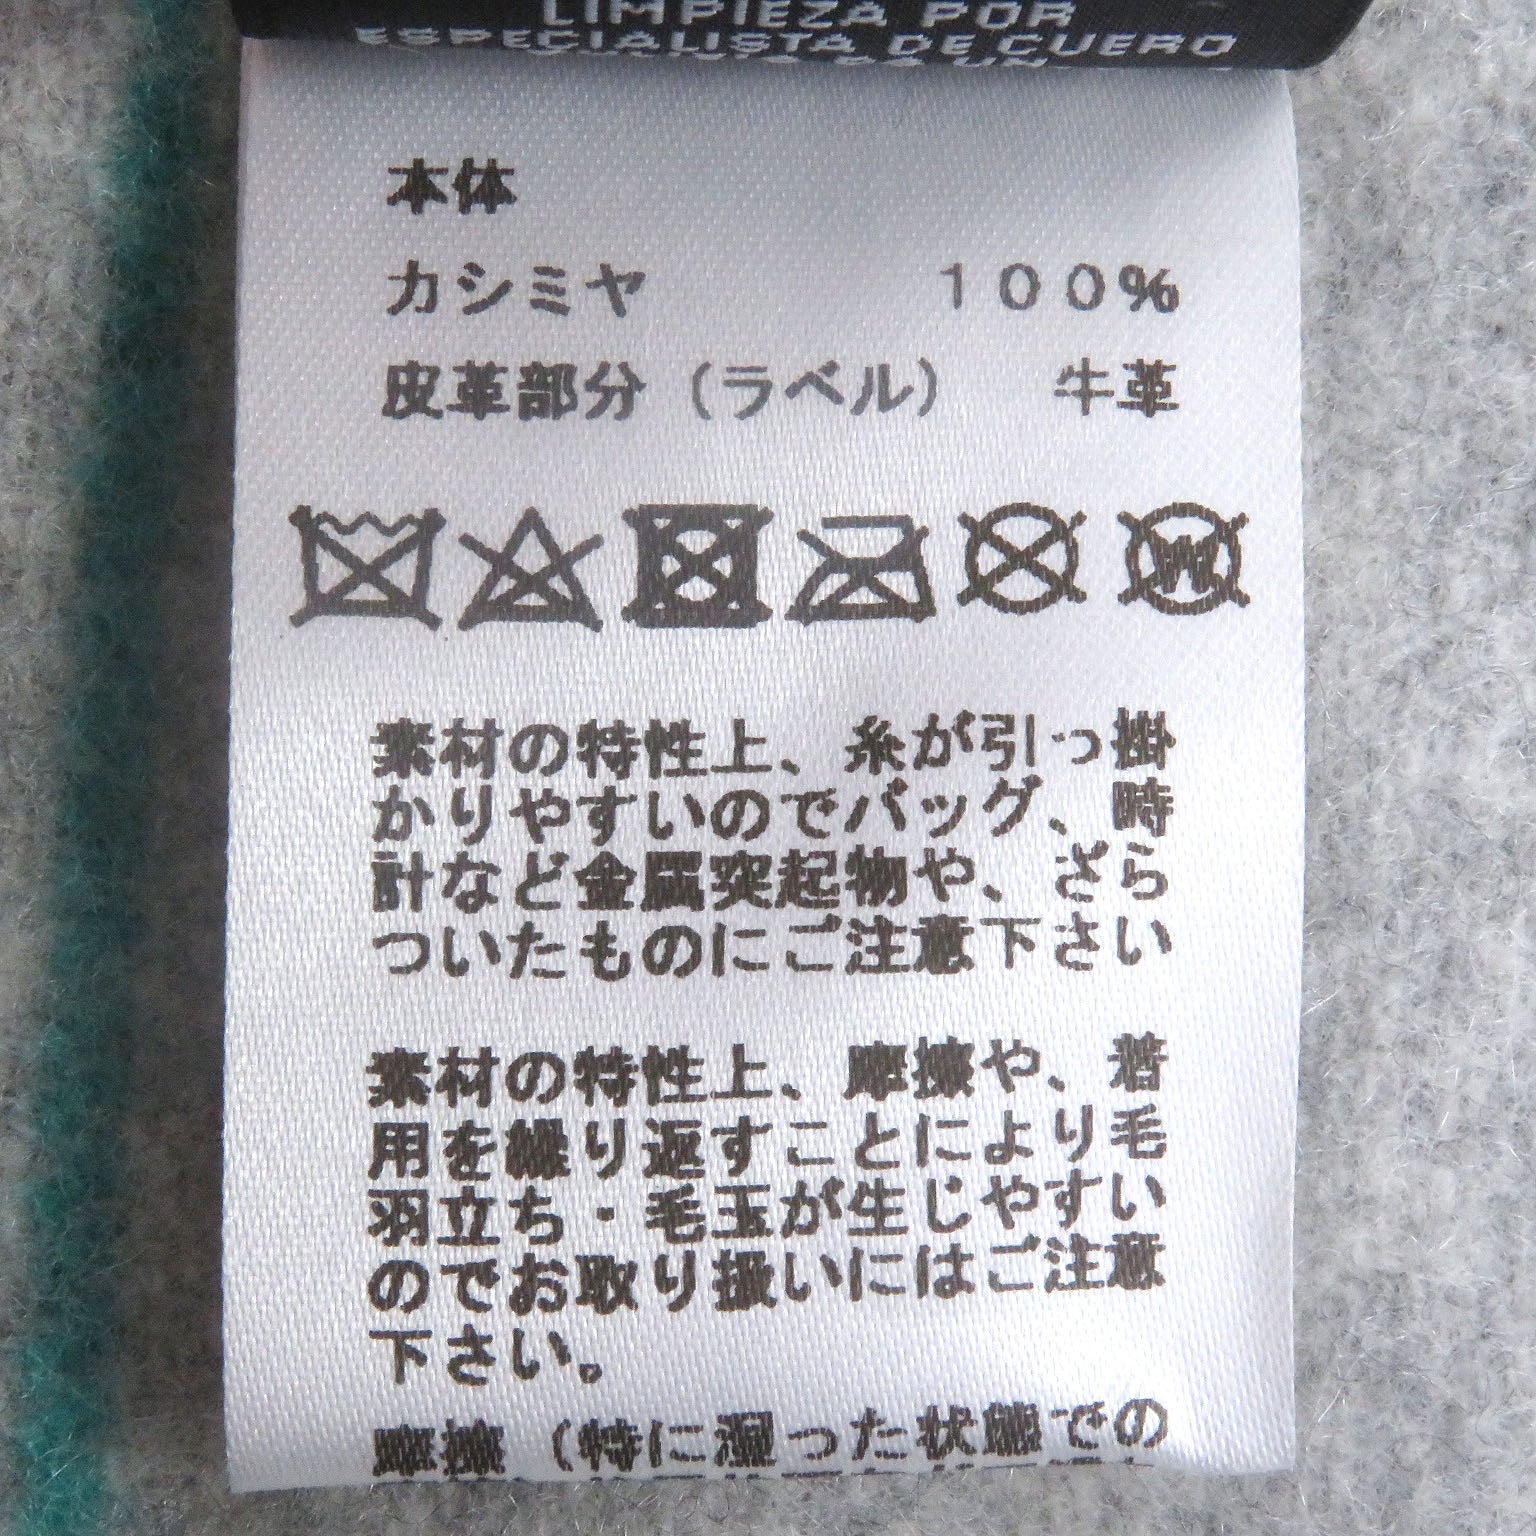 LIMPIEZA POR
ESPECIALISTA DE CUERO
本体
カシミヤ 100%
皮革部分（ラベル） 牛革
W
素材の特性上、糸が引っ掛
かりやすいのでバッグ、時
計など金属突起物や、ざら
ついたものにご注意下さい
素材の特性上、摩擦や、着
用を繰り返すことにより毛
羽立ち・毛玉が生じやすい
のでお取り扱いにはご注意
下さい。
摩擦（特に湿った状態での